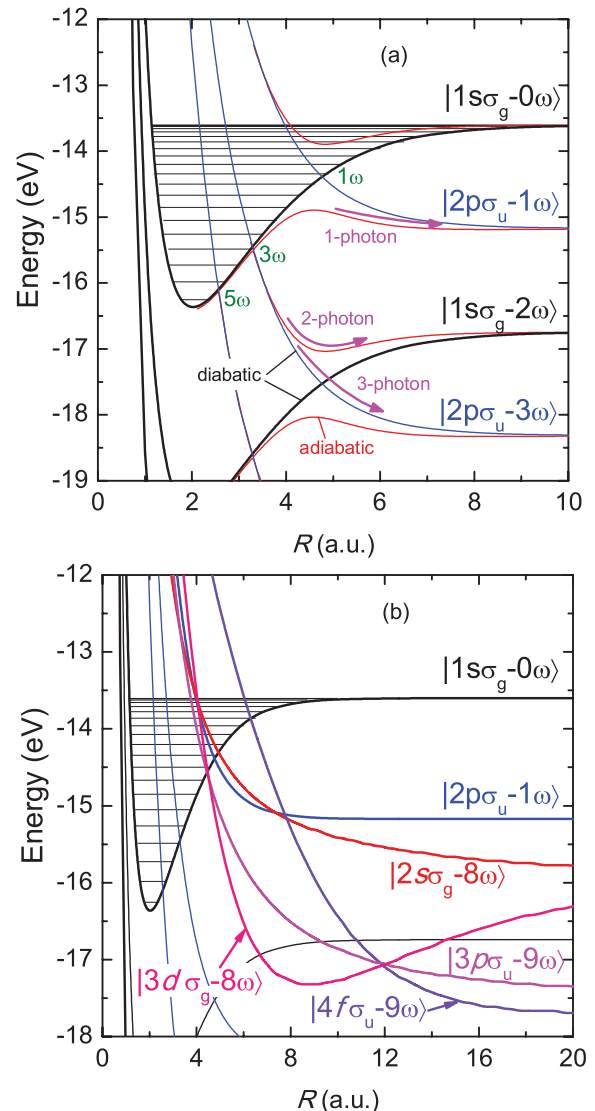 (a)
-12
-13
-14
-15
-16
-17
-18
-19
Energy (eV)
|1sσg-0ω⟩
1ω
|2pσu-1ω⟩
1-photon
3ω
5ω
|1sσg-2ω⟩
2-photon
diabatic
3-photon
|2pσu-3ω⟩
adiabatic
0 2 4 6 8 10
R (a.u.)
(b)
-12
-13
-14
-15
-16
-17
-18
Energy (eV)
|1sσg-0ω⟩
|2pσu-1ω⟩
|2sσg-8ω⟩
|3dσg-8ω⟩
|3pσu-9ω⟩
|4fσu-9ω⟩
0 4 8 12 16 20
R (a.u.)